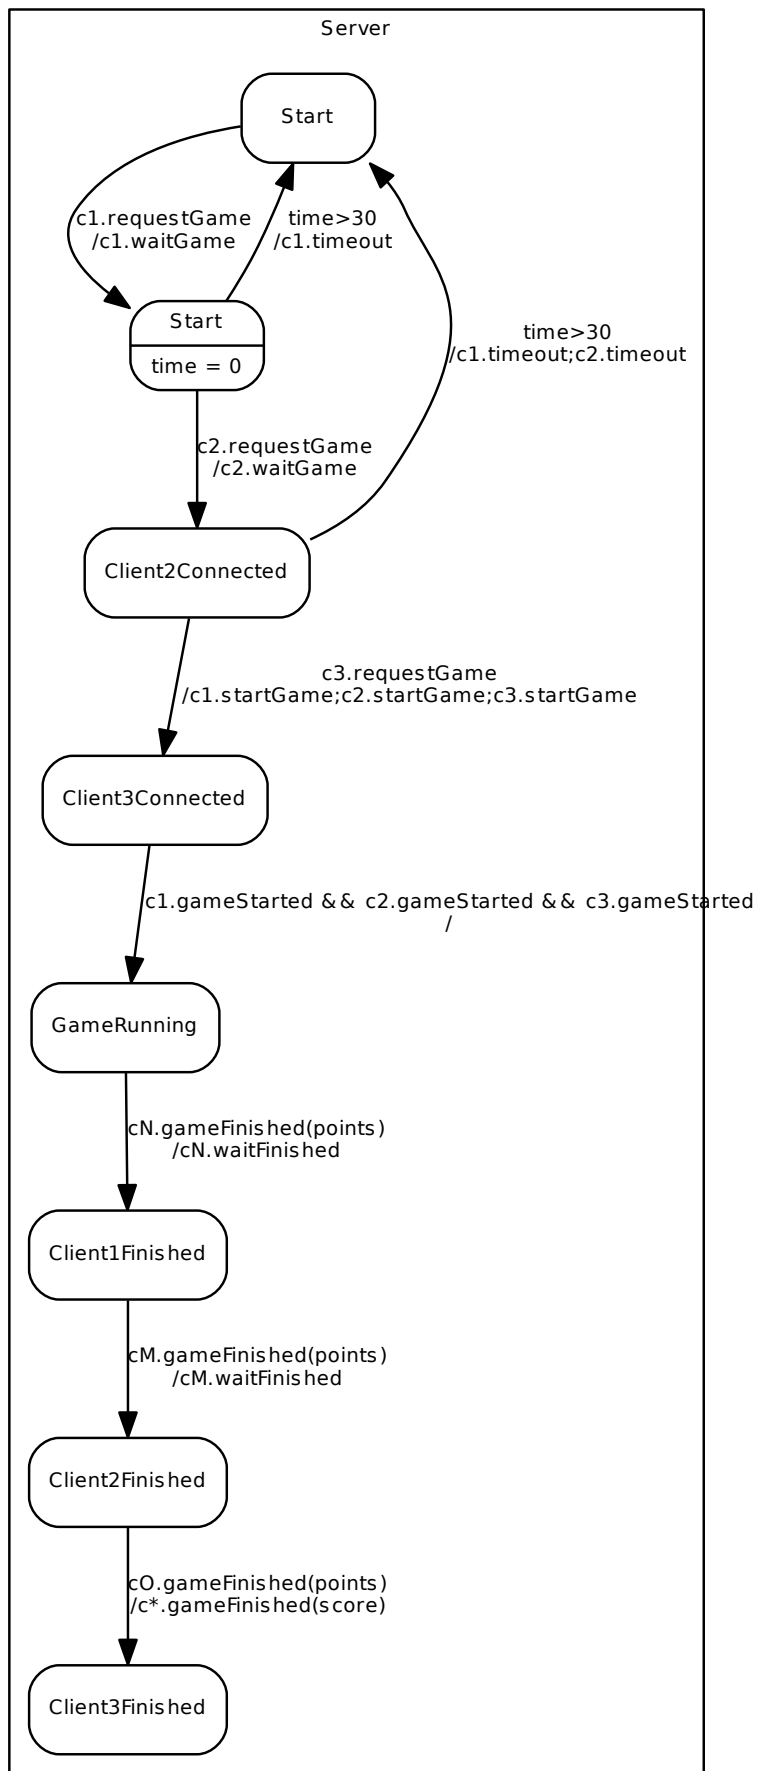 Server
Start
c1.requestGame
/c1.waitGame
time>30
/c1.timeout
time>30
/c1.timeout;c2.timeout
Start
time = 0
c2.requestGame
/c2.waitGame
Client2Connected
c3.requestGame
/c1.startGame;c2.startGame;c3.startGame
Client3Connected
c1.gameStarted && c2.gameStarted && c3.gameStarted
/
GameRunning
cN.gameFinished(points)
/cN.waitFinished
Client1Finished
cM.gameFinished(points)
/cM.waitFinished
Client2Finished
cO.gameFinished(points)
/c*.gameFinished(score)
Client3Finished